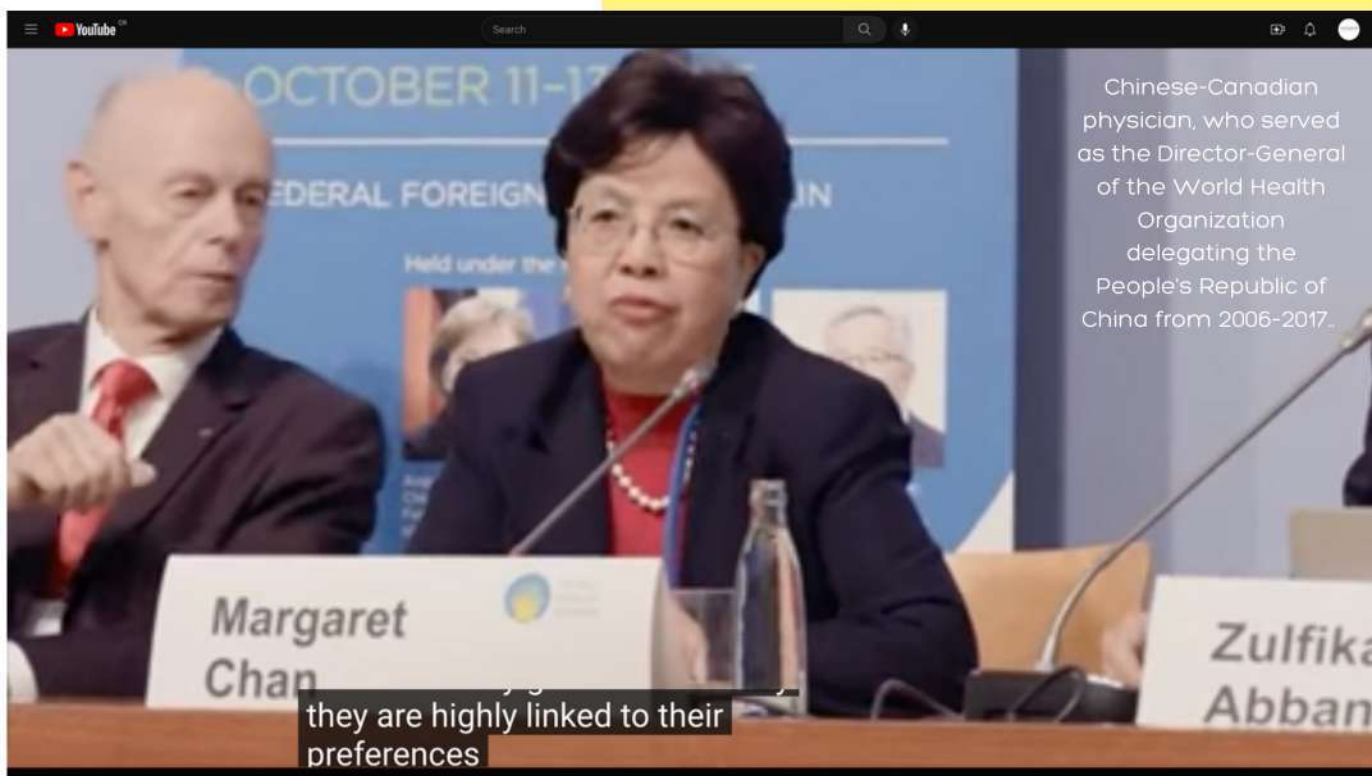 YouTube CH
Search
OCTOBER 11-1
EDERAL FOREIGN LIN
Held under the
Chinese-Canadian
physician, who served
as the Director-General
of the World Health
Organization
delegating the
People's Republic of
China from 2006-2017..
Margaret
Chan
Zulfika
Abban
they are highly linked to their
preferences